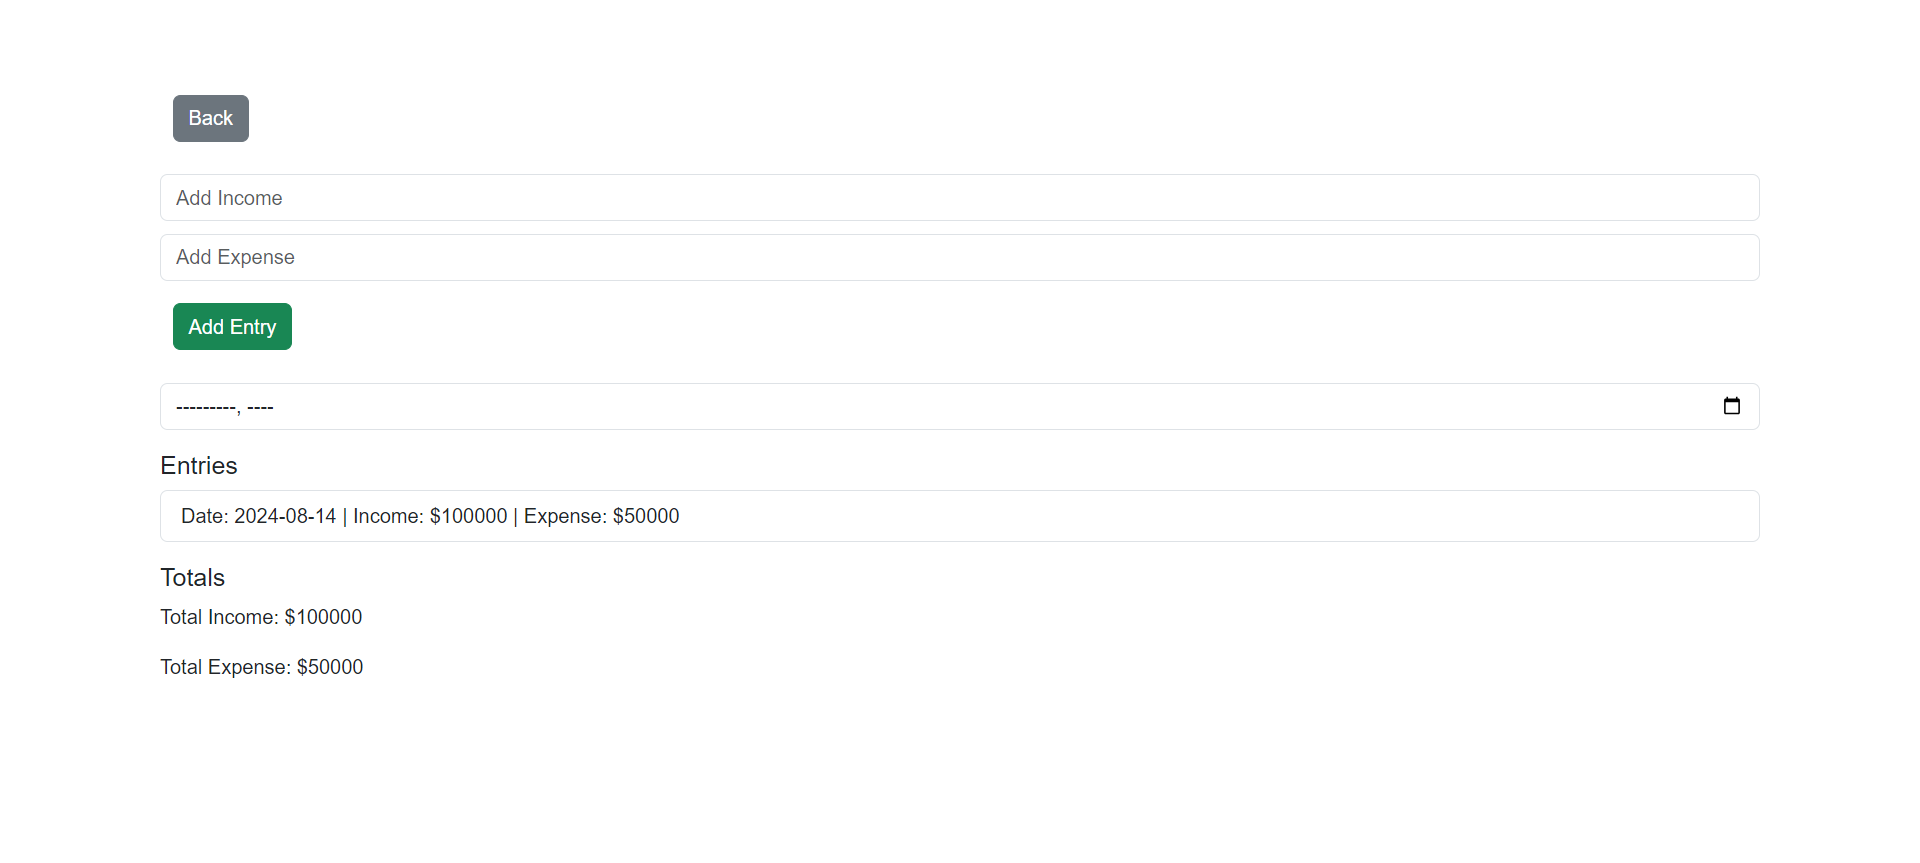 Back
Add Income
Add Expense
Add Entry
---------, ----
Entries
Date: 2024-08-14 | Income: $100000 | Expense: $50000
Totals
Total Income: $100000
Total Expense: $50000